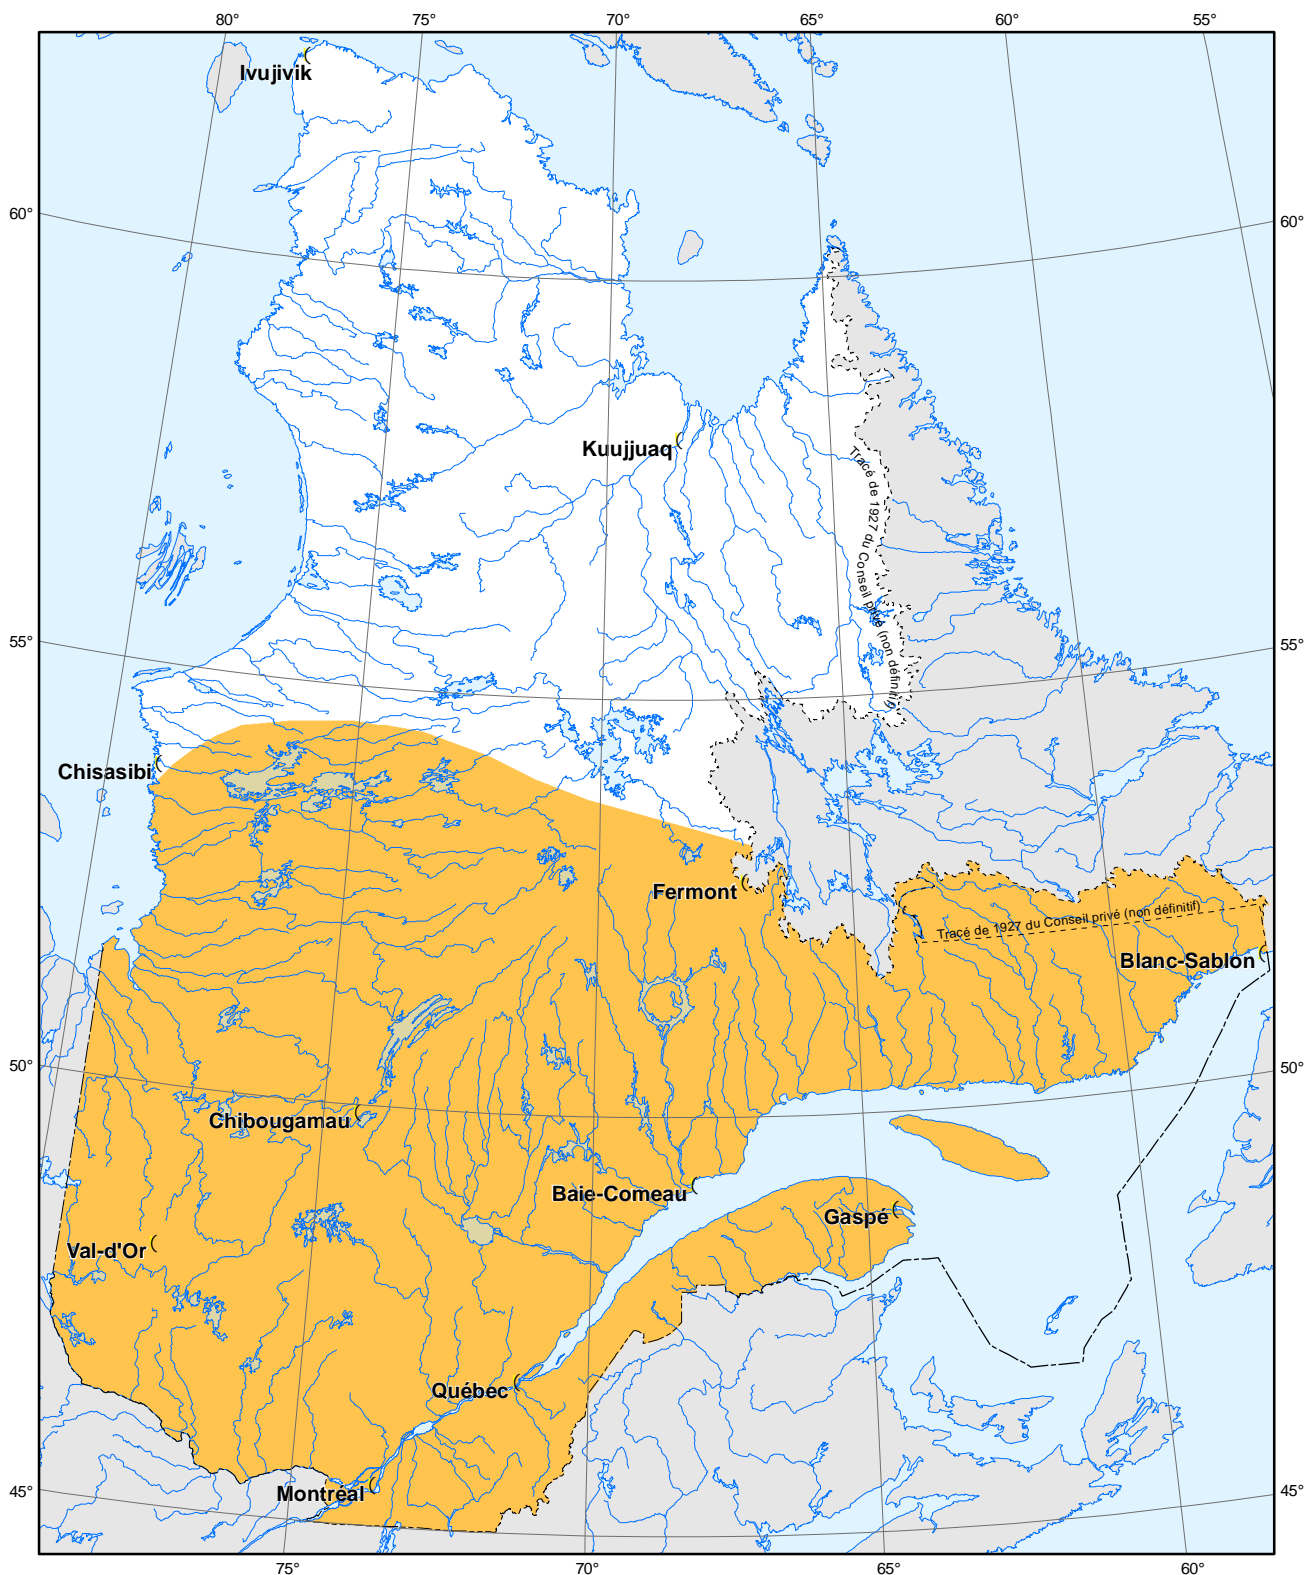 80°
75°
70°
65°
60°
55°
Ivujivik
60°
60°
Kuujjuaq
Tracé de 1927 du Conseil privé (non définitif)
55°
55°
Chisasibi
Fermont
Tracé de 1927 du Conseil privé (non définitif)
Blanc-Sablon
50°
50°
Chibougamau
Baie-Comeau
Gaspé
Val-d'Or
Québec
Montréal
45°
45°
75°
70°
65°
60°